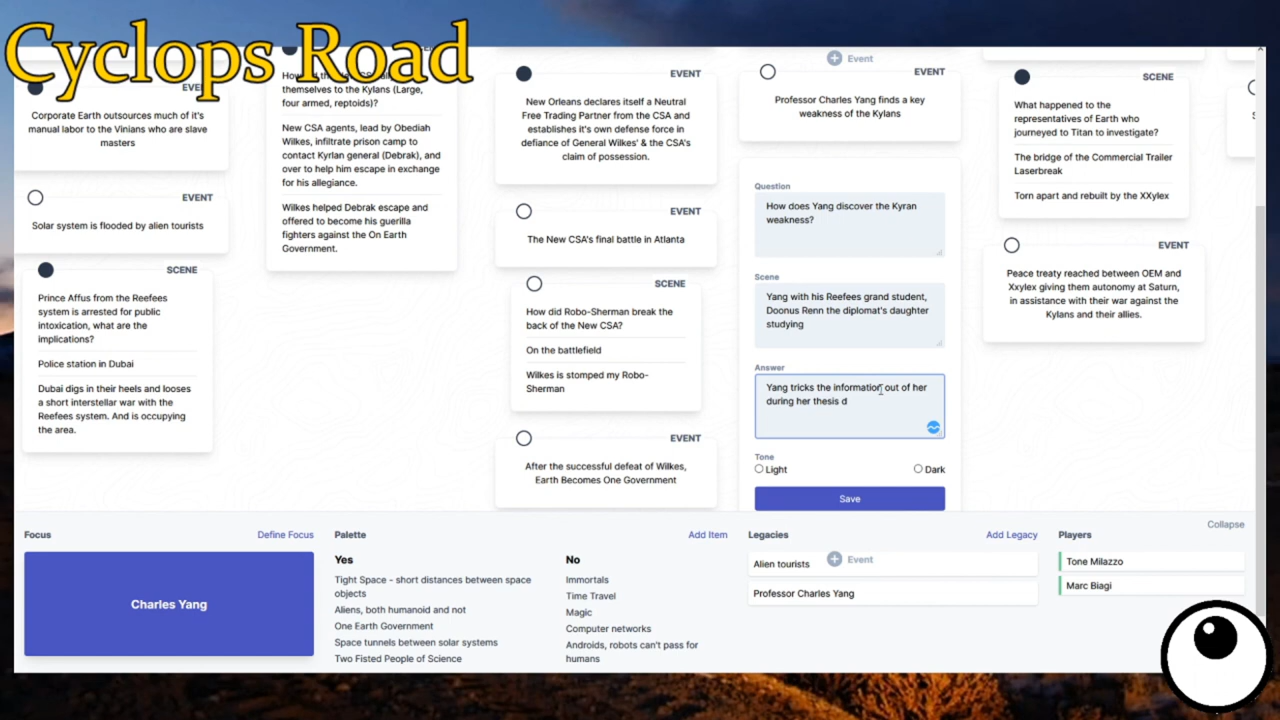 Cyclops Road
EVE
Corporate Earth outsources much of it's
manual labor to the Vinians who are slave
masters
EVENT
Solar system is flooded by alien tourists
SCENE
Prince Affus from the Reefees
system is arrested for public
intoxication, what are the
implications?
Police station in Dubai
Dubai digs in their heels and looses
a short interstellar war with the
Reefees system. And is occupying
the area.
themselves to the Kylans (Large,
four armed, reptoids)?
New CSA agents, lead by Obediah
Wilkes, infiltrate prison camp to
contact Kyrlan general (Debrak), and
over to help him escape in exchange
for his allegiance.
Wilkes helped Debrak escape and
offered to become his guerilla
fighters against the On Earth
Government.
EVENT
New Orleans declares itself a Neutral
Free Trading Partner from the CSA and
establishes it's own defense force in
defiance of General Wilkes' & the CSA's
claim of possession.
EVENT
The New CSA's final battle in Atlanta
SCENE
How did Robo-Sherman break the
back of the New CSA?
On the battlefield
Wilkes is stomped my Robo-
Sherman
EVENT
After the successful defeat of Wilkes,
Earth Becomes One Government
Event
EVENT
Professor Charles Yang finds a key
weakness of the Kylans
Question
How does Yang discover the Kyran
weakness?
Scene
Yang with his Reefees grand student,
Doonus Renn the diplomat's daughter
studying
Answer
Yang tricks the information out of her
during her thesis d
Tone
Light
Dark
Save
SCENE
What happened to the
representatives of Earth who
journeyed to Titan to investigate?
The bridge of the Commercial Trailer
Laserbreak
Torn apart and rebuilt by the XXylex
EVENT
Peace treaty reached between OEM and
Xxylex giving them autonomy at Saturn,
in assistance with their war against the
Kylans and their allies.
Collapse
Focus
Define Focus
Charles Yang
Palette
Add Item
Yes
Tight Space - short distances between space
objects
Aliens, both humanoid and not
One Earth Government
Space tunnels between solar systems
Two Fisted People of Science
No
Immortals
Time Travel
Magic
Computer networks
Androids, robots can't pass for
humans
Legacies
Add Legacy
Alien tourists
Event
Professor Charles Yang
Players
Tone Milazzo
Marc Biagi